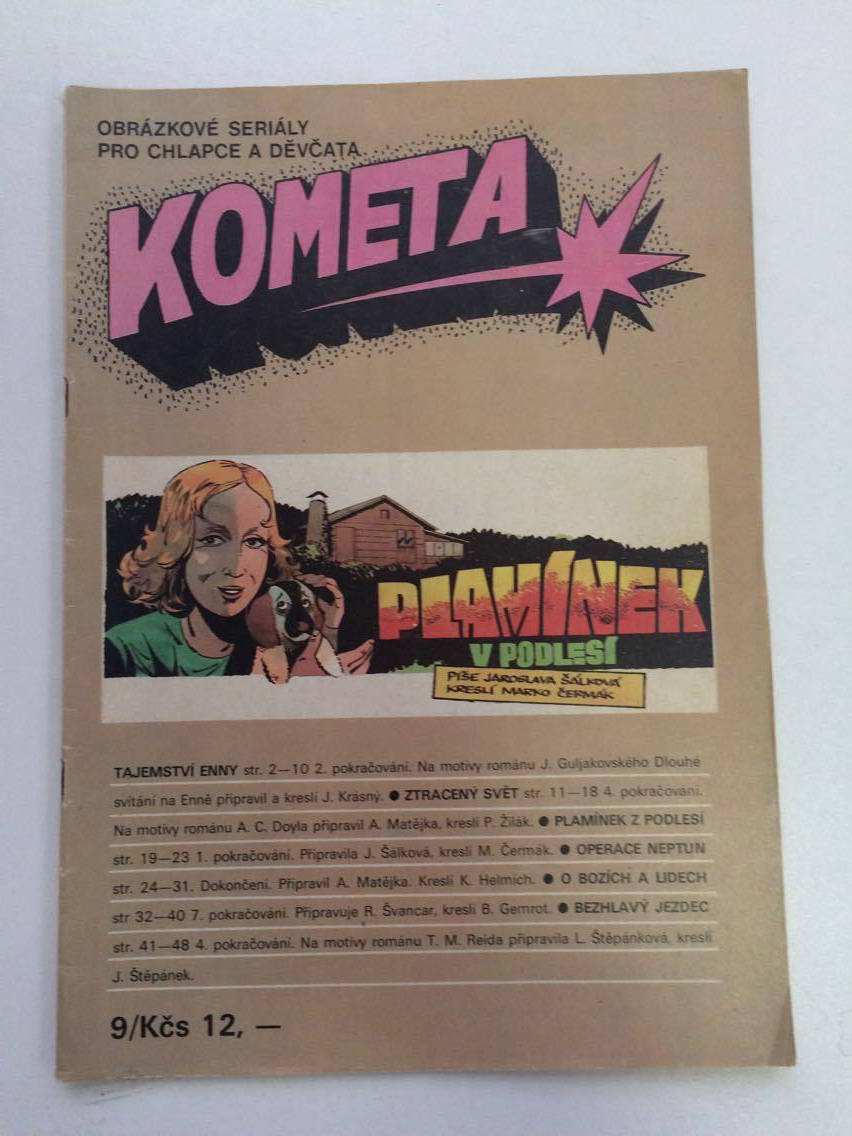 OBRÁZKOVÉ SERIÁLY
PRO CHLAPCE A DĚVČATA
KOMETA
PLAMÍNEK
V PODLESÍ
PÍŠE JAROSLAVA ŠÁLKOVÁ
KRESLÍ MARKO ČERMÁK
TAJEMSTVÍ ENNY str. 2—10 2. pokračování. Na motivy románu J. Guljakovského Dlouhé
svítání na Enně připravil a kreslí J. Krásný. ● ZTRACENÝ SVĚT str. 11—18 4. pokračování.
Na motivy románu A. C. Doyla připravil A. Matějka, kreslí P. Žilák. ● PLAMÍNEK Z PODLESÍ
str. 19—23 1. pokračování. Připravila J. Šálková, kreslí M. Čermák. ● OPERACE NEPTUN
str. 24—31. Dokončení. Připravil A. Matějka. Kreslí K. Helmich. ● O BOZÍCH A LIDECH
str 32—40 7. pokračování. Připravuje R. Švancar, kreslí B. Gemrot. ● BEZHLAVÝ JEZDEC
str. 41—48 4. pokračování. Na motivy románu T. M. Reida připravila L. Štěpánková, kreslí
J. Štěpánek.
9/Kčs 12, —